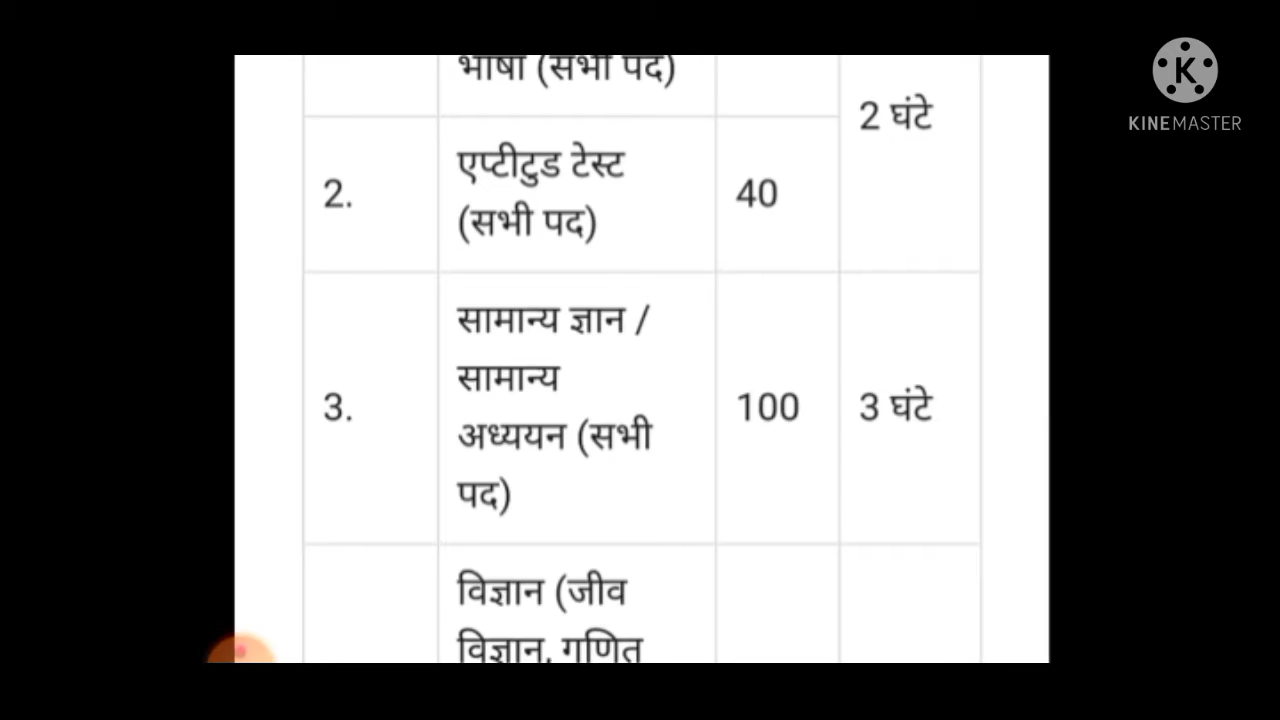 भाषा (सभी पद)
2 घंटे
2.
एप्टीटुड टेस्ट
(सभी पद)
40
3.
सामान्य ज्ञान /
सामान्य
अध्ययन (सभी
पद)
100
3 घंटे
विज्ञान (जीव
विज्ञान, गणित
K
KINEMASTER